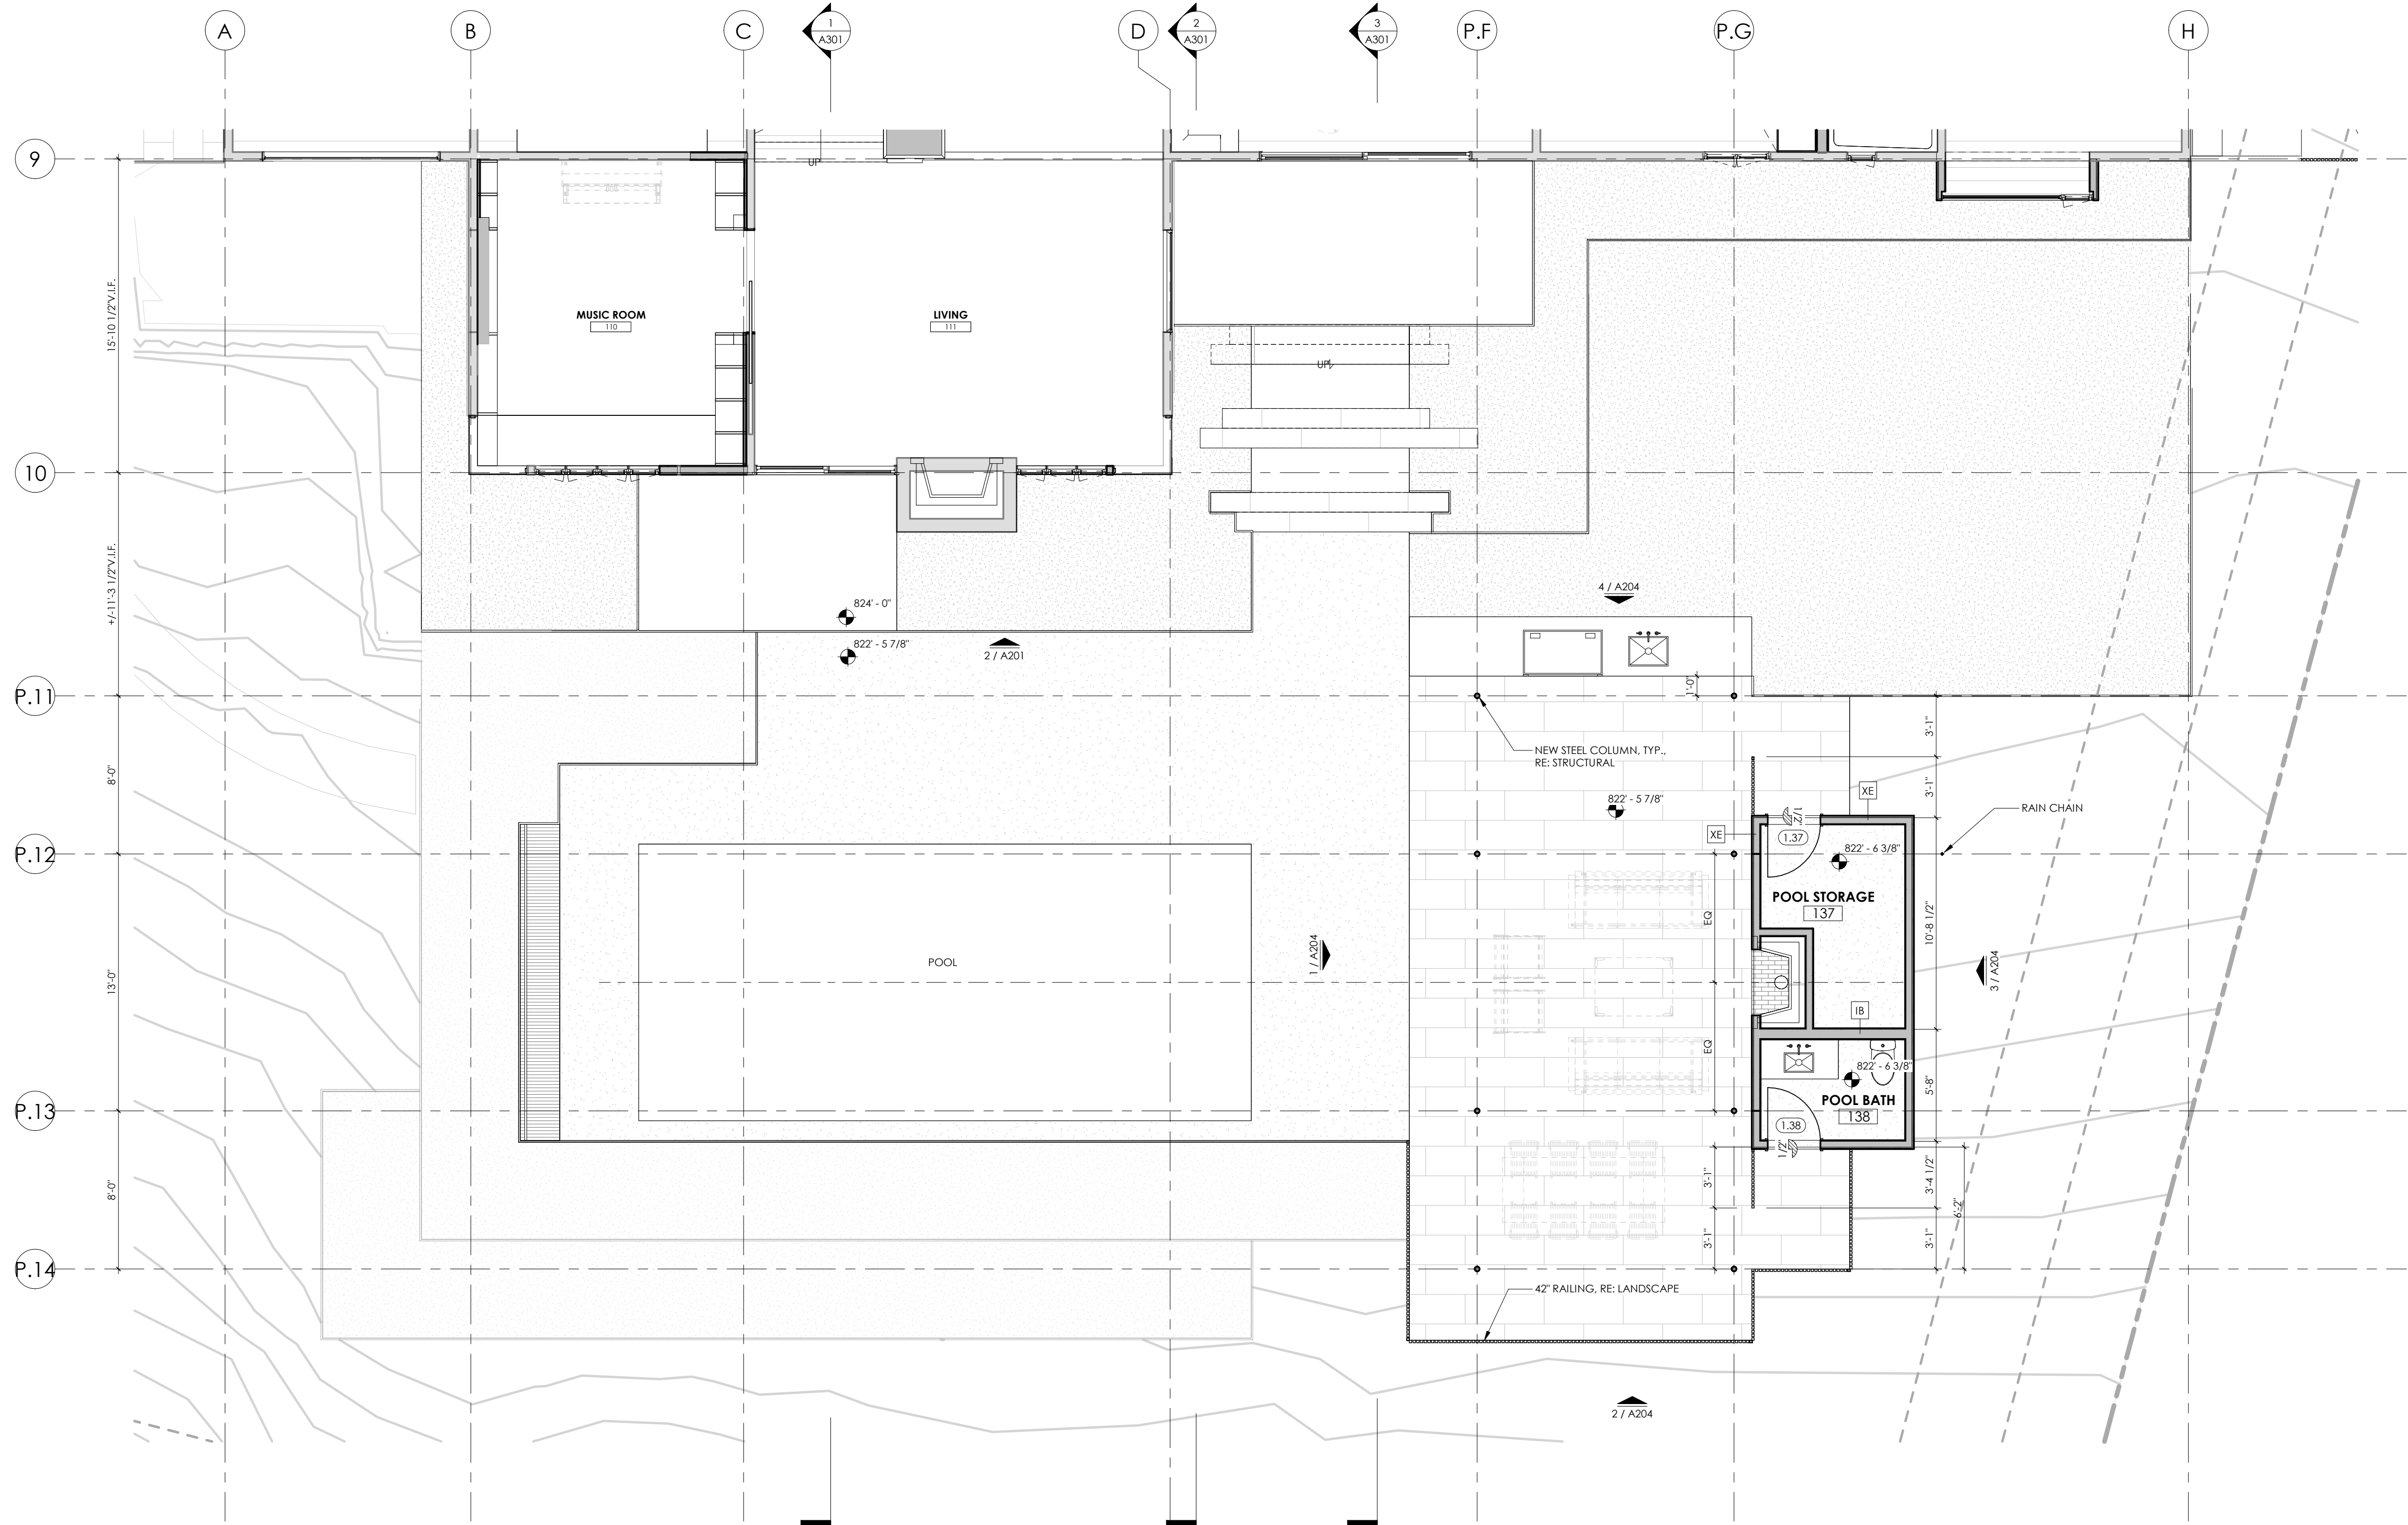 A
B
C
1
A301
D
2
A301
3
A301
P.F
P.G
H
9
UP
15'-10 1/2"V.I.F.
MUSIC ROOM
110
LIVING
111
UP
10
+/-11'-3 1/2"V.I.F.
4 / A204
824' - 0"
822' - 5 7/8"
2 / A201
P.11
1'-0"
3'-1"
NEW STEEL COLUMN, TYP.,
RE: STRUCTURAL
8'-0"
3'-1"
XE
822' - 5 7/8"
RAIN CHAIN
1/2"
XE
1.37
P.12
822' - 6 3/8"
POOL STORAGE
137
EQ
10'-8 1/2"
POOL
1 / A204
3 / A204
13'-0"
IB
EQ
822' - 6 3/8"
5'-8"
POOL BATH
138
P.13
1.38
1/2"
3'-1"
3'-4 1/2"
8'-0"
6'-2"
3'-1"
3'-1"
P.14
42" RAILING, RE: LANDSCAPE
2 / A204